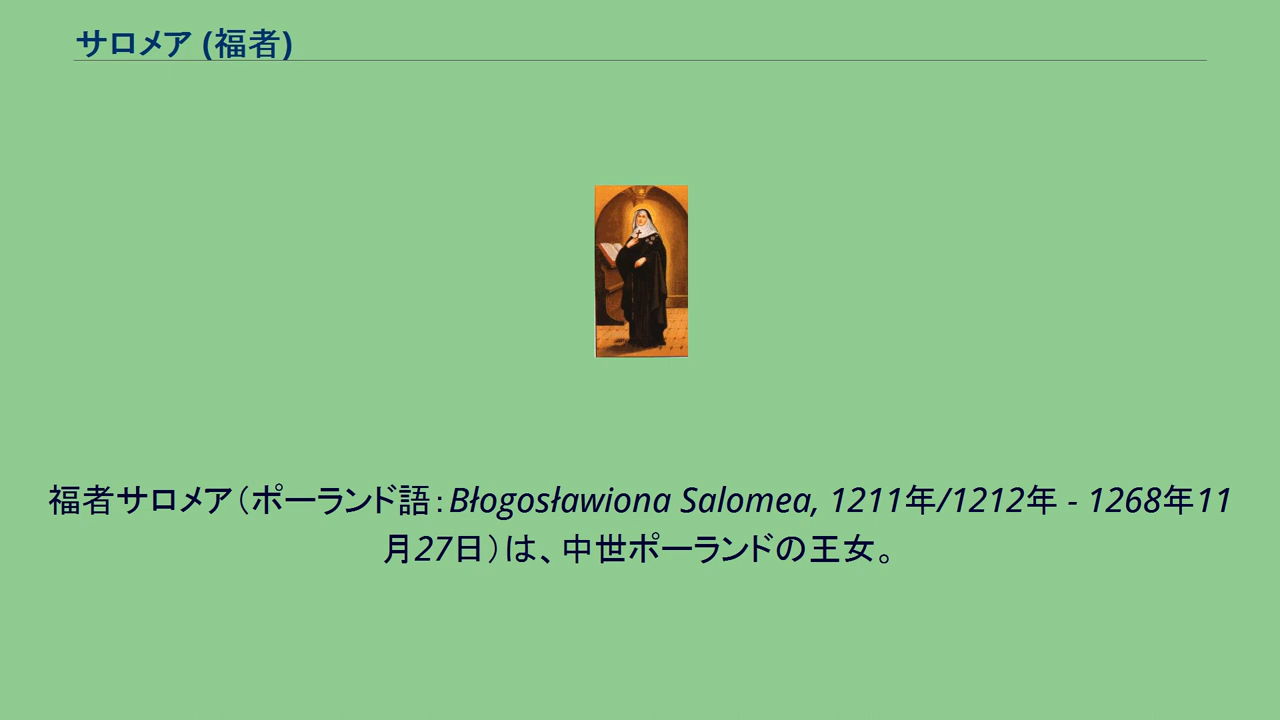 サロメア (福者)
福者サロメア（ポーランド語：Błogosławiona Salomea, 1211年/1212年 - 1268年11
月27日）は、中世ポーランドの王女。